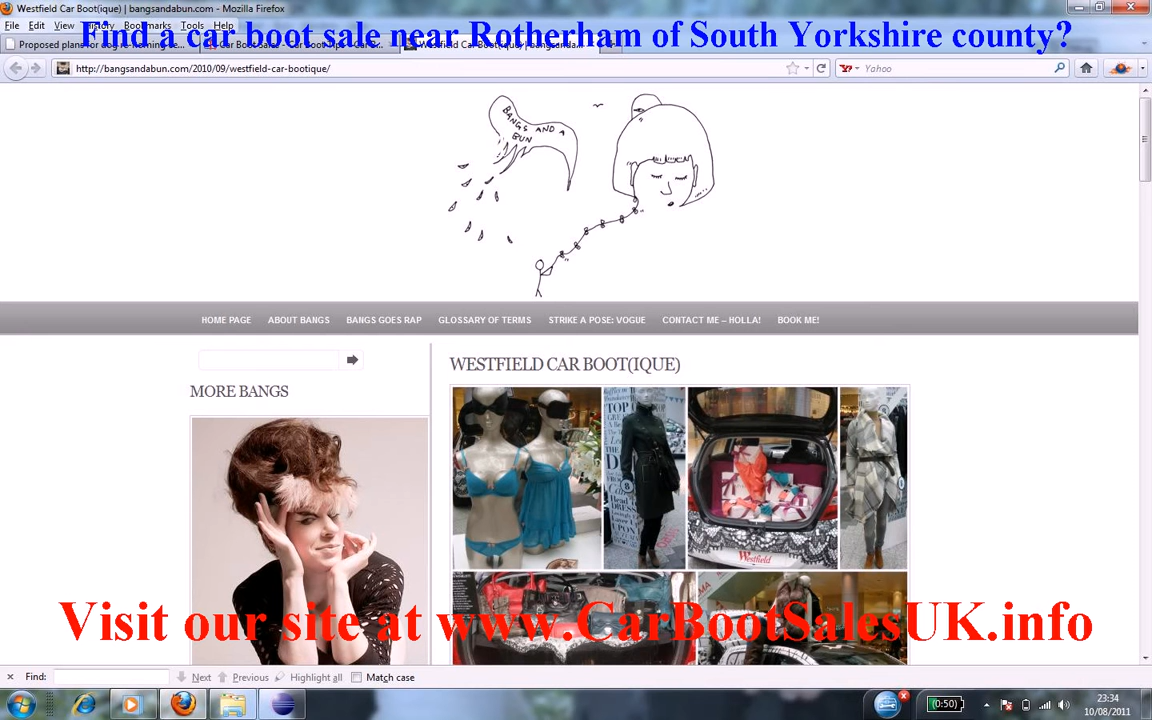 Westfield Car Boot(ique) | bangsandabun.com - Mozilla Firefox
File Edit View History Bookmarks Tools Help
Find a car boot sale near Rotherham of South Yorkshire county?
http://bangsandabun.com/2010/09/westfield-car-bootique/
Yahoo
BANGS AND A
BUN
HOME PAGE ABOUT BANGS BANGS GOES RAP GLOSSARY OF TERMS STRIKE A POSE: VOGUE CONTACT ME – HOLLA! BOOK ME!
WESTFIELD CAR BOOT(IQUE)
MORE BANGS
Westfield
Visit our site at www.CarBootSalesUK.info
Find: Next Previous Highlight all Match case
(0:50)
23:34
10/08/2011